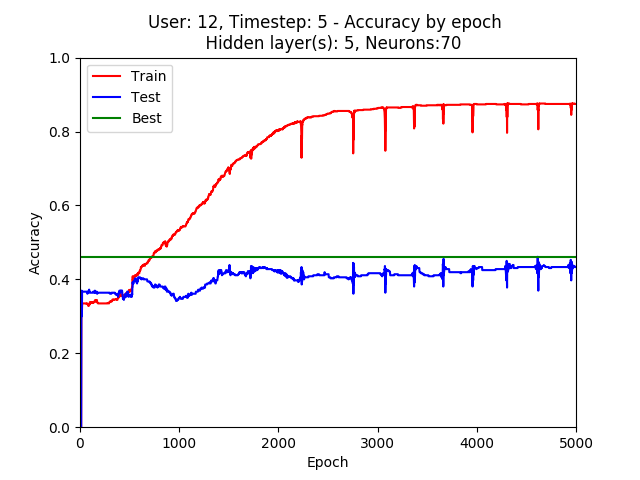 User: 12, Timestep: 5 - Accuracy by epoch
Hidden layer(s): 5, Neurons:70
1.0
0.8
0.6
0.4
0.2
0.0
Accuracy
Train
Test
Best
0
1000
2000
3000
4000
5000
Epoch